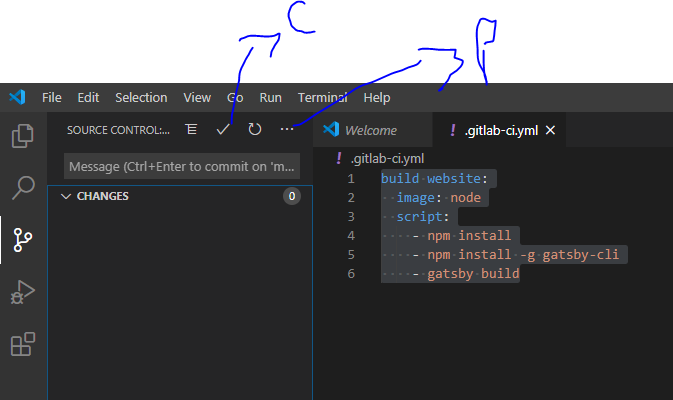 C
P
File Edit Selection View Go Run Terminal Help
SOURCE CONTROL:... Welcome .gitlab-ci.yml
.gitlab-ci.yml
Message (Ctrl+Enter to commit on 'm...
CHANGES 0
1 build website:
2 image: node
3 script:
4 - npm install
5 - npm install -g gatsby-cli
6 - gatsby build